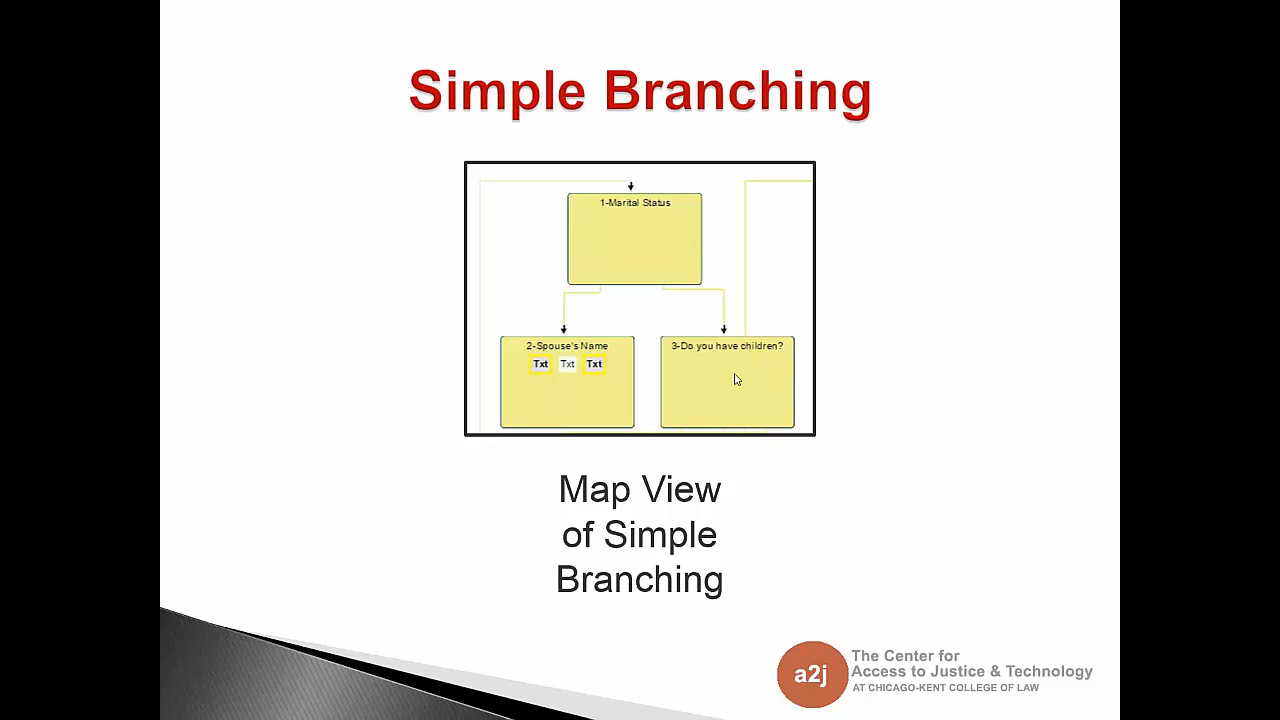 Simple Branching
1-Marital Status
2-Spouse's Name
Txt Txt Txt
3-Do you have children?
Map View
of Simple
Branching
a2j
The Center for
Access to Justice & Technology
AT CHICAGO-KENT COLLEGE OF LAW